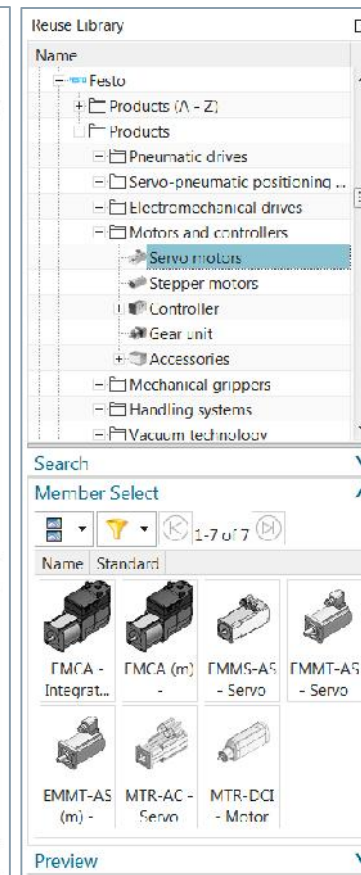 Reuse Library
Name
Festo
Products (A - Z)
Products
Pneumatic drives
Servo-pneumatic positioning ...
Electromechanical drives
Motors and controllers
Servo motors
Stepper motors
Controller
Gear unit
Accessories
Mechanical grippers
Handling systems
Vacuum technology
Search
Member Select
1-7 of 7
Name Standard
EMCA - EMCA (m) EMMS-AS EMMT-AS
Integrat... - - Servo - Servo
EMMT-AS MTR-AC - MTR-DCI
(m) - Servo - Motor
Preview